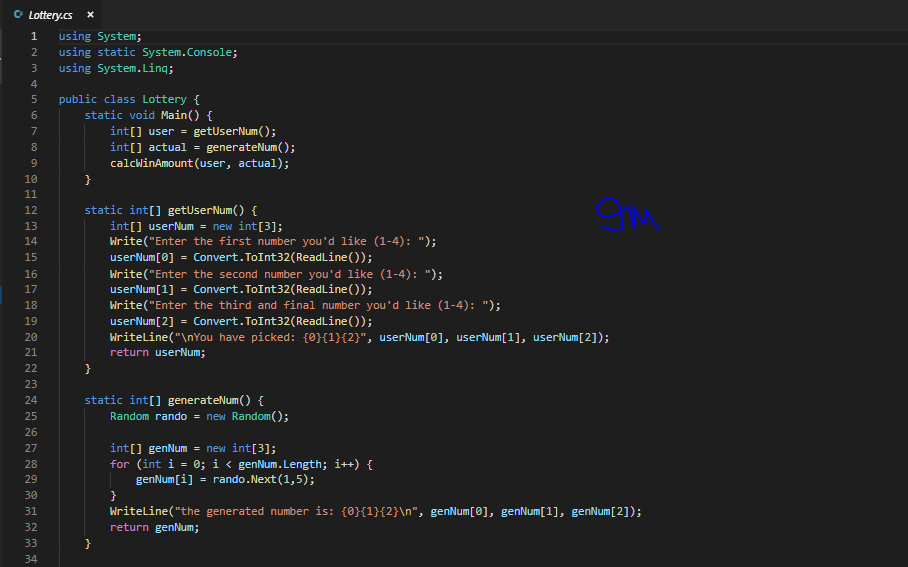 Lottery.cs ×
1 using System;
2 using static System.Console;
3 using System.Linq;
4
5 public class Lottery {
6 static void Main() {
7 int[] user = getUserNum();
8 int[] actual = generateNum();
9 calcWinAmount(user, actual);
10 }
11
12 static int[] getUserNum() {
13 int[] userNum = new int[3];
14 Write("Enter the first number you'd like (1-4): ");
15 userNum[0] = Convert.ToInt32(ReadLine());
16 Write("Enter the second number you'd like (1-4): ");
17 userNum[1] = Convert.ToInt32(ReadLine());
18 Write("Enter the third and final number you'd like (1-4): ");
19 userNum[2] = Convert.ToInt32(ReadLine());
20 WriteLine("\nYou have picked: {0}{1}{2}", userNum[0], userNum[1], userNum[2]);
21 return userNum;
22 }
23
24 static int[] generateNum() {
25 Random rando = new Random();
26
27 int[] genNum = new int[3];
28 for (int i = 0; i < genNum.Length; i++) {
29 genNum[i] = rando.Next(1,5);
30 }
31 WriteLine("the generated number is: {0}{1}{2}\n", genNum[0], genNum[1], genNum[2]);
32 return genNum;
33 }
34